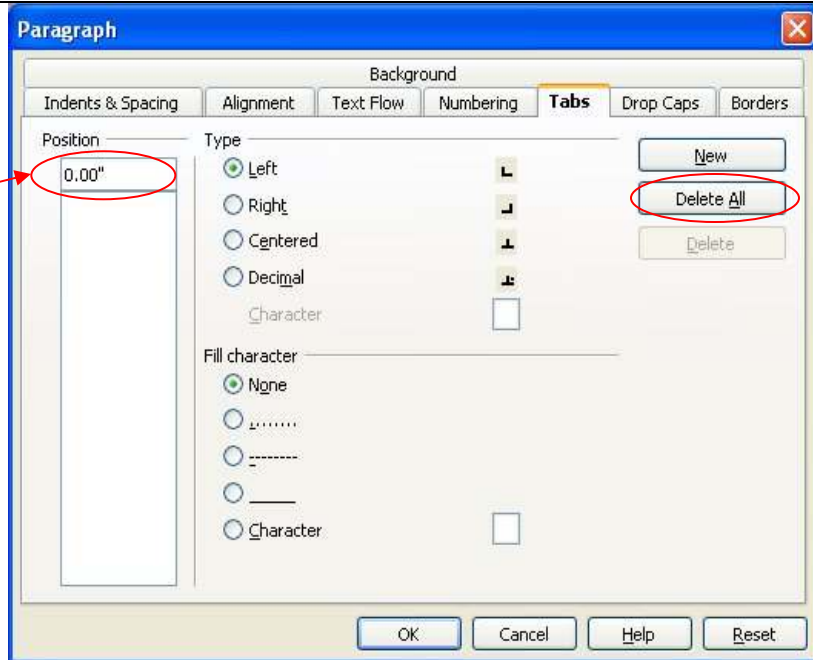 Paragraph
Background
Indents & Spacing Alignment Text Flow Numbering Tabs Drop Caps Borders
Position
0.00"
Type
Left
Right
Centered
Decimal
Character
Fill character
None
.........
--------
_____
Character
New
Delete All
Delete
OK Cancel Help Reset